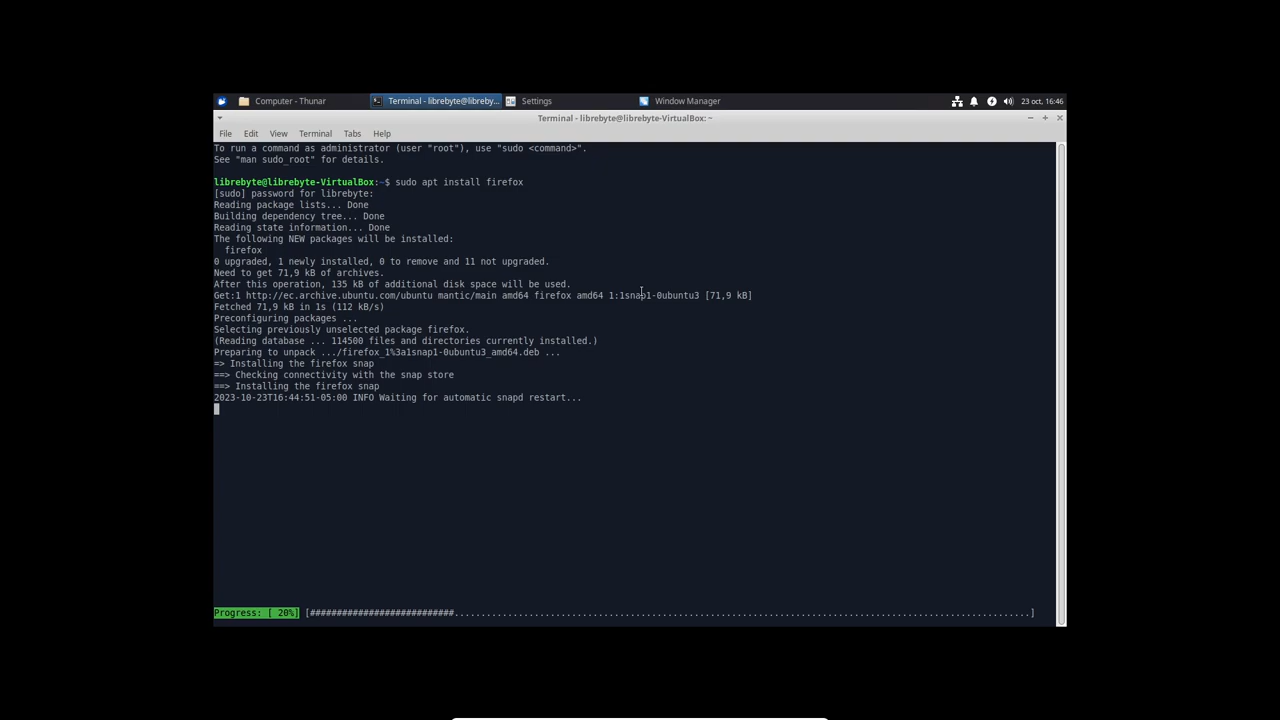 Computer - Thunar
Terminal - librebyte@libreby...
Settings
Window Manager
23 oct, 16:46
Terminal - librebyte@librebyte-VirtualBox: ~
File Edit View Terminal Tabs Help
To run a command as administrator (user "root"), use "sudo <command>".
See "man sudo_root" for details.
librebyte@librebyte-VirtualBox:~$ sudo apt install firefox
[sudo] password for librebyte:
Reading package lists... Done
Building dependency tree... Done
Reading state information... Done
The following NEW packages will be installed:
firefox
0 upgraded, 1 newly installed, 0 to remove and 11 not upgraded.
Need to get 71,9 kB of archives.
After this operation, 135 kB of additional disk space will be used.
Get:1 http://ec.archive.ubuntu.com/ubuntu mantic/main amd64 firefox amd64 1:1snap1-0ubuntu3 [71,9 kB]
Fetched 71,9 kB in 1s (112 kB/s)
Preconfiguring packages ...
Selecting previously unselected package firefox.
(Reading database ... 114500 files and directories currently installed.)
Preparing to unpack .../firefox_1%3a1snap1-0ubuntu3_amd64.deb ...
=> Installing the firefox snap
==> Checking connectivity with the snap store
==> Installing the firefox snap
2023-10-23T16:44:51-05:00 INFO Waiting for automatic snapd restart...
Progress: [ 20%] [###########################............................................................................................................]